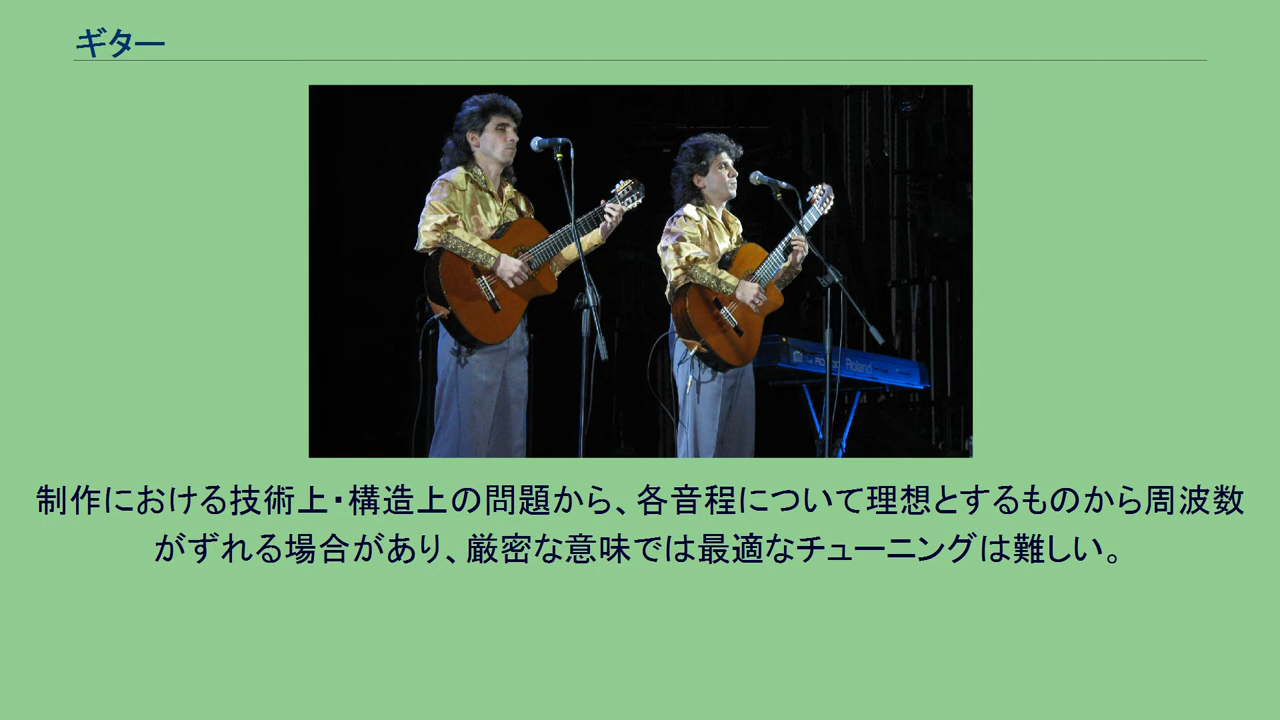 ギター
Roland
制作における技術上・構造上の問題から、各音程について理想とするものから周波数
がずれる場合があり、厳密な意味では最適なチューニングは難しい。